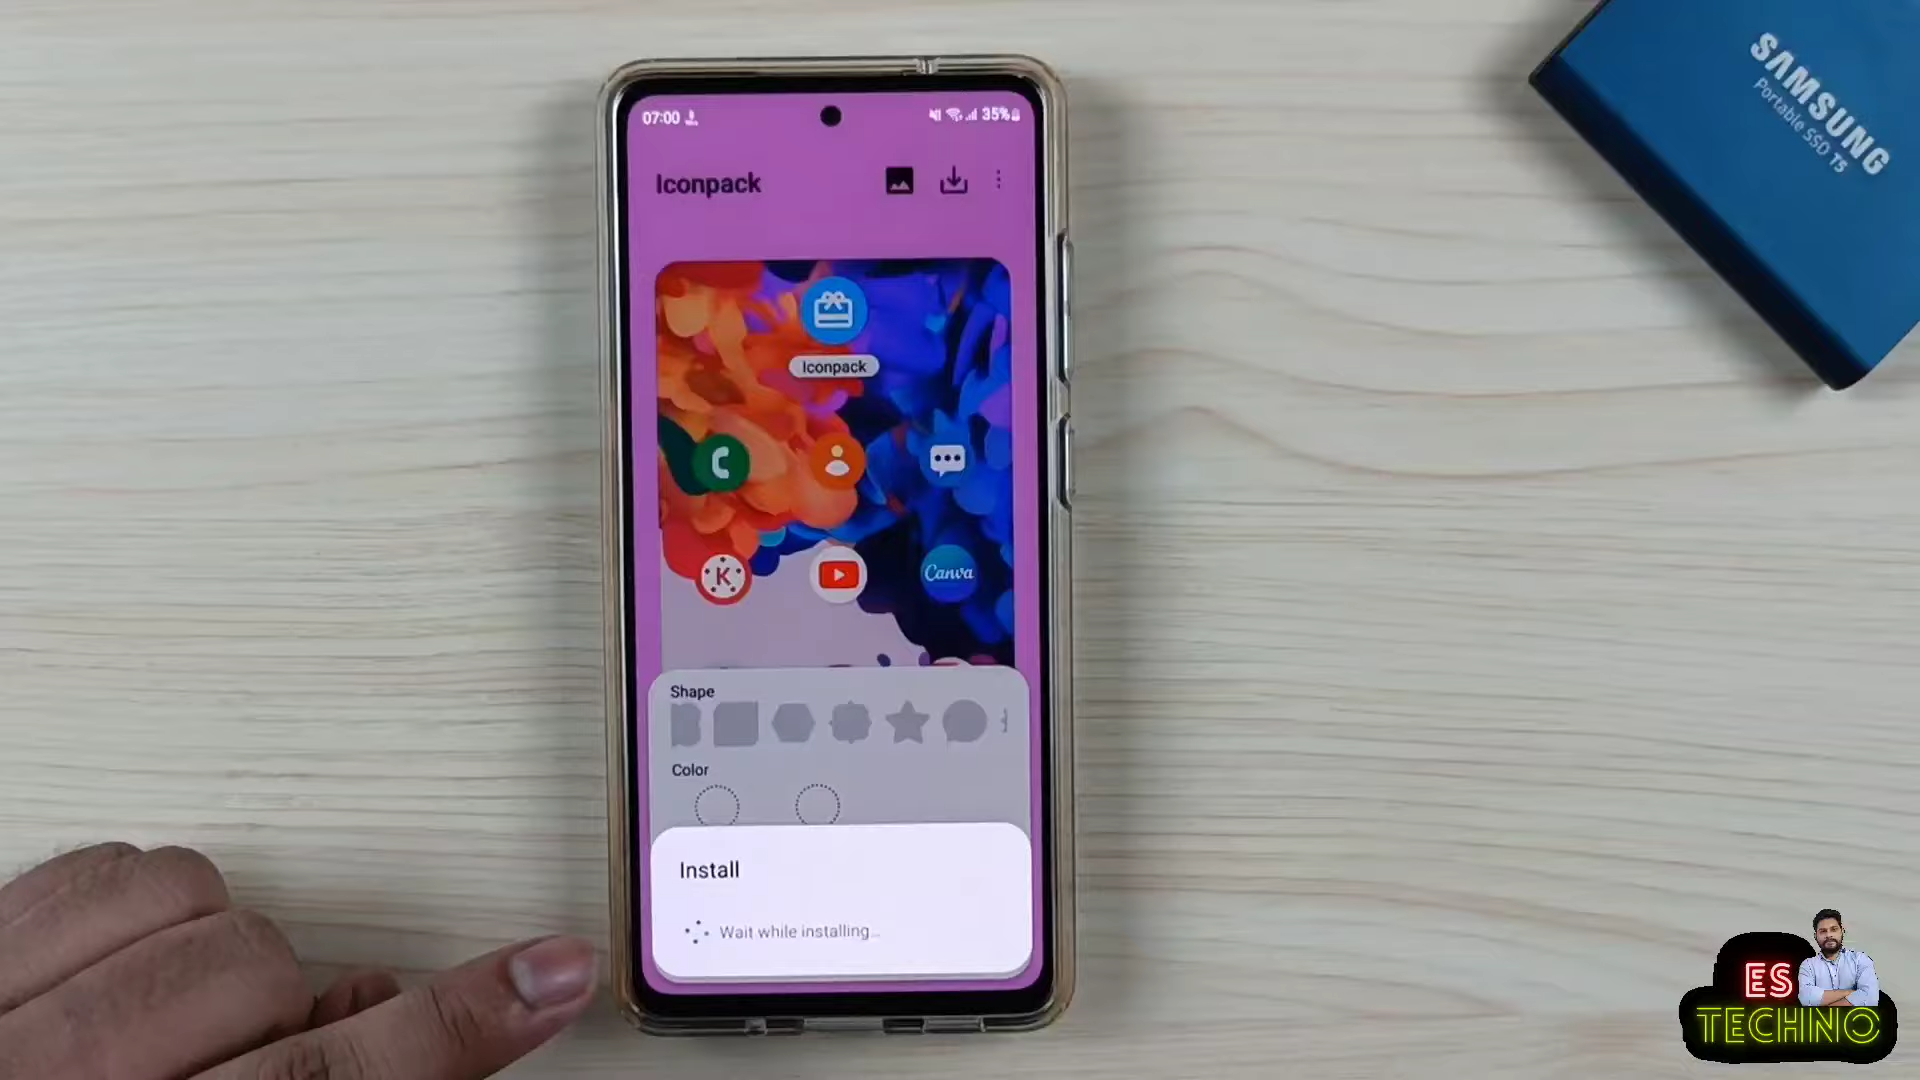 SAMSUNG
Portable SSD T5
07:00
35%
Iconpack
Iconpack
K
Canva
Shape
Color
Install
Wait while installing...
ES
TECHNO